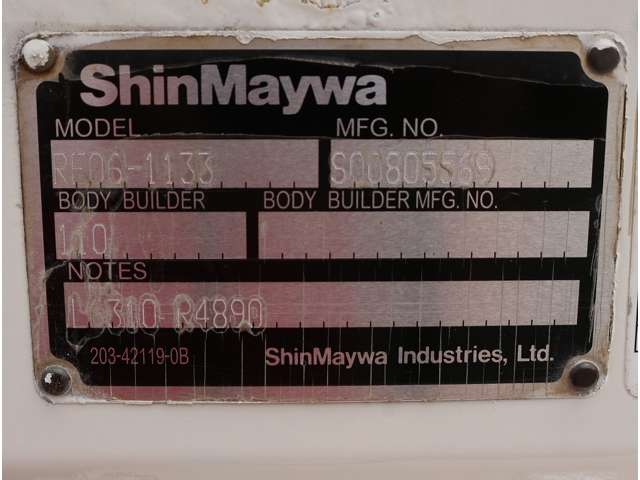 ShinMaywa
MODEL MFG. NO.
RF06-1133 S00805569
BODY BUILDER BODY BUILDER MFG. NO.
110
NOTES
R4890
203-42119-0B ShinMaywa Industries, Ltd.